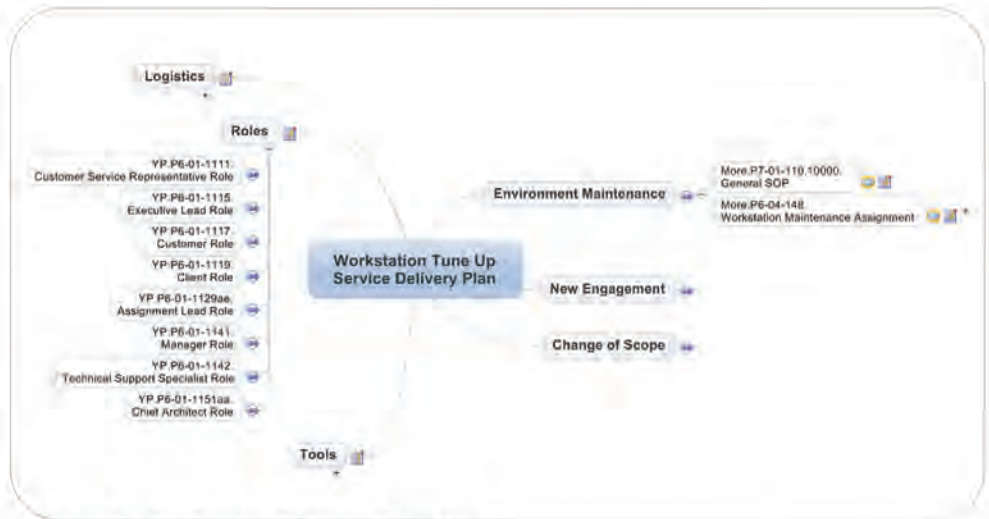 Logistics
Roles
YP.P6-01-1111.
Customer Service Representative Role
YP.P6-01-1115.
Executive Lead Role
YP.P6-01-1117.
Customer Role
YP.P6-01-1119.
Client Role
YP.P6-01-1129ae.
Assignment Lead Role
YP.P6-01-1141.
Manager Role
YP.P6-01-1142.
Technical Support Specialist Role
YP.P6-01-1151aa.
Chief Architect Role
Tools
Workstation Tune Up
Service Delivery Plan
Environment Maintenance
More.P7-01-110.10000.
General SOP
More.P6-04-148.
Workstation Maintenance Assignment
New Engagement
Change of Scope